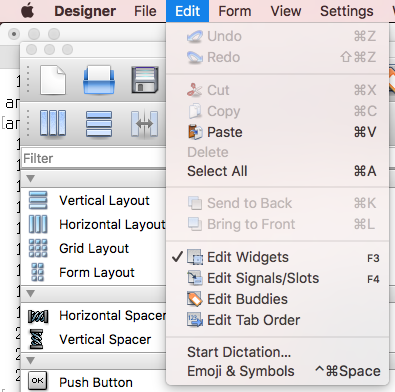 Designer File Edit Form View Settings
Undo ⌘Z
Redo ⇧⌘Z
Cut ⌘X
Copy ⌘C
Paste ⌘V
Delete
Select All ⌘A
Send to Back ⌘K
Bring to Front ⌘L
✓ Edit Widgets F3
Edit Signals/Slots F4
Edit Buddies
Edit Tab Order
Start Dictation...
Emoji & Symbols ^⌘Space
Filter
Vertical Layout
Horizontal Layout
Grid Layout
Form Layout
Horizontal Spacer
Vertical Spacer
OK Push Button